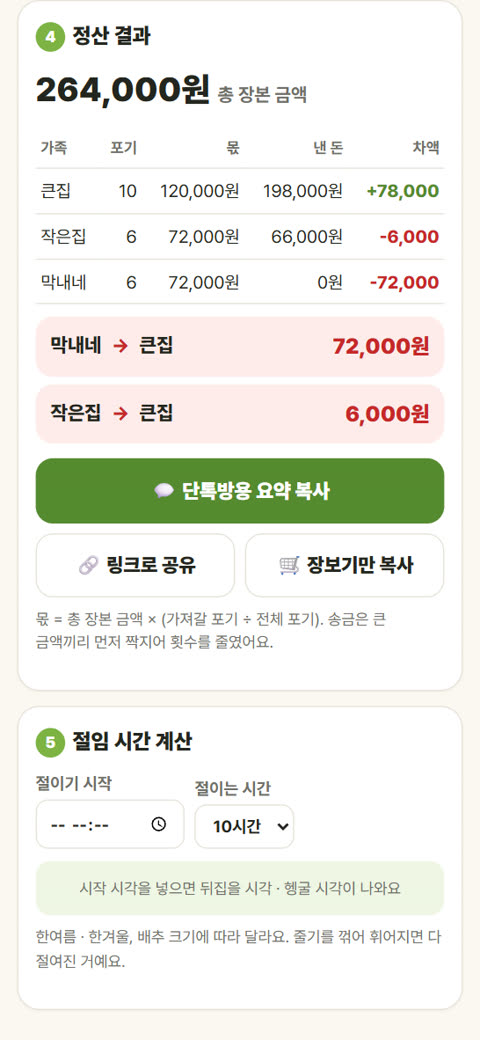 4 정산 결과
264,000원 총 장본 금액
가족 포기 몫 낸 돈 차액
큰집 10 120,000원 198,000원 +78,000
작은집 6 72,000원 66,000원 -6,000
막내네 6 72,000원 0원 -72,000
막내네 → 큰집 72,000원
작은집 → 큰집 6,000원
💬 단톡방용 요약 복사
🔗 링크로 공유 🛒 장보기만 복사
몫 = 총 장본 금액 × (가져갈 포기 ÷ 전체 포기). 송금은 큰
금액끼리 먼저 짝지어 횟수를 줄였어요.
5 절임 시간 계산
절이기 시작 절이는 시간
-- --:-- 10시간
시작 시각을 넣으면 뒤집을 시각 · 헹굴 시각이 나와요
한여름 · 한겨울, 배추 크기에 따라 달라요. 줄기를 꺾어 휘어지면 다
절여진 거예요.